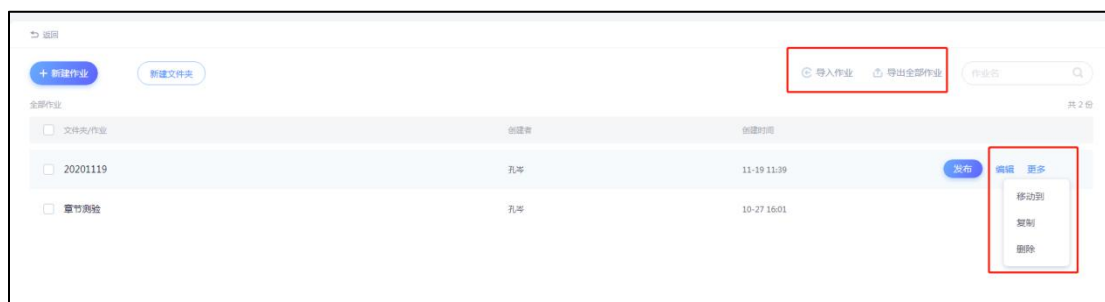 返回
+ 新建作业 新建文件夹 导入作业 导出全部作业 作业名
全部作业 共 2 份
文件夹/作业 创建者 创建时间
20201119 孔岑 11-19 11:39 发布 编辑 更多
移动到
章节测验 孔岑 10-27 16:01
复制
删除